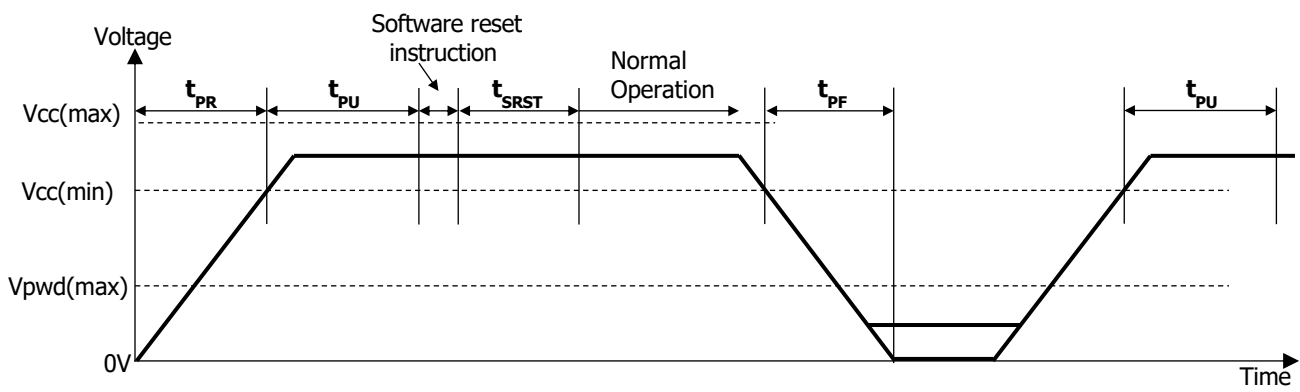 Software reset
instruction
Voltage
Normal
Operation
tPR
tPU
tSRST
tPF
tPU
Vcc(max)
Vcc(min)
Vpwd(max)
0V
Time